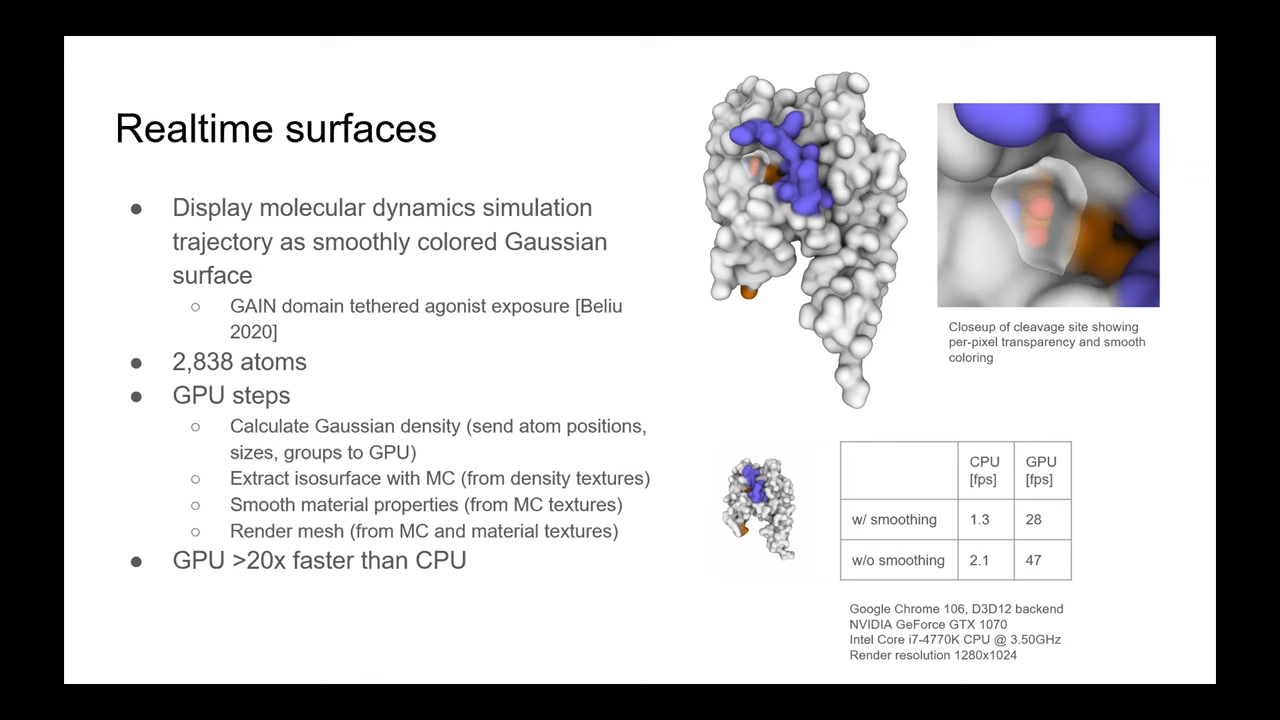 Realtime surfaces
● Display molecular dynamics simulation
trajectory as smoothly colored Gaussian
surface
○ GAIN domain tethered agonist exposure [Beliu
2020]
● 2,838 atoms
● GPU steps
○ Calculate Gaussian density (send atom positions,
sizes, groups to GPU)
○ Extract isosurface with MC (from density textures)
○ Smooth material properties (from MC textures)
○ Render mesh (from MC and material textures)
● GPU >20x faster than CPU
Closeup of cleavage site showing
per-pixel transparency and smooth
coloring
CPU [fps] GPU [fps]
w/ smoothing 1.3 28
w/o smoothing 2.1 47
Google Chrome 106, D3D12 backend
NVIDIA GeForce GTX 1070
Intel Core i7-4770K CPU @ 3.50GHz
Render resolution 1280x1024